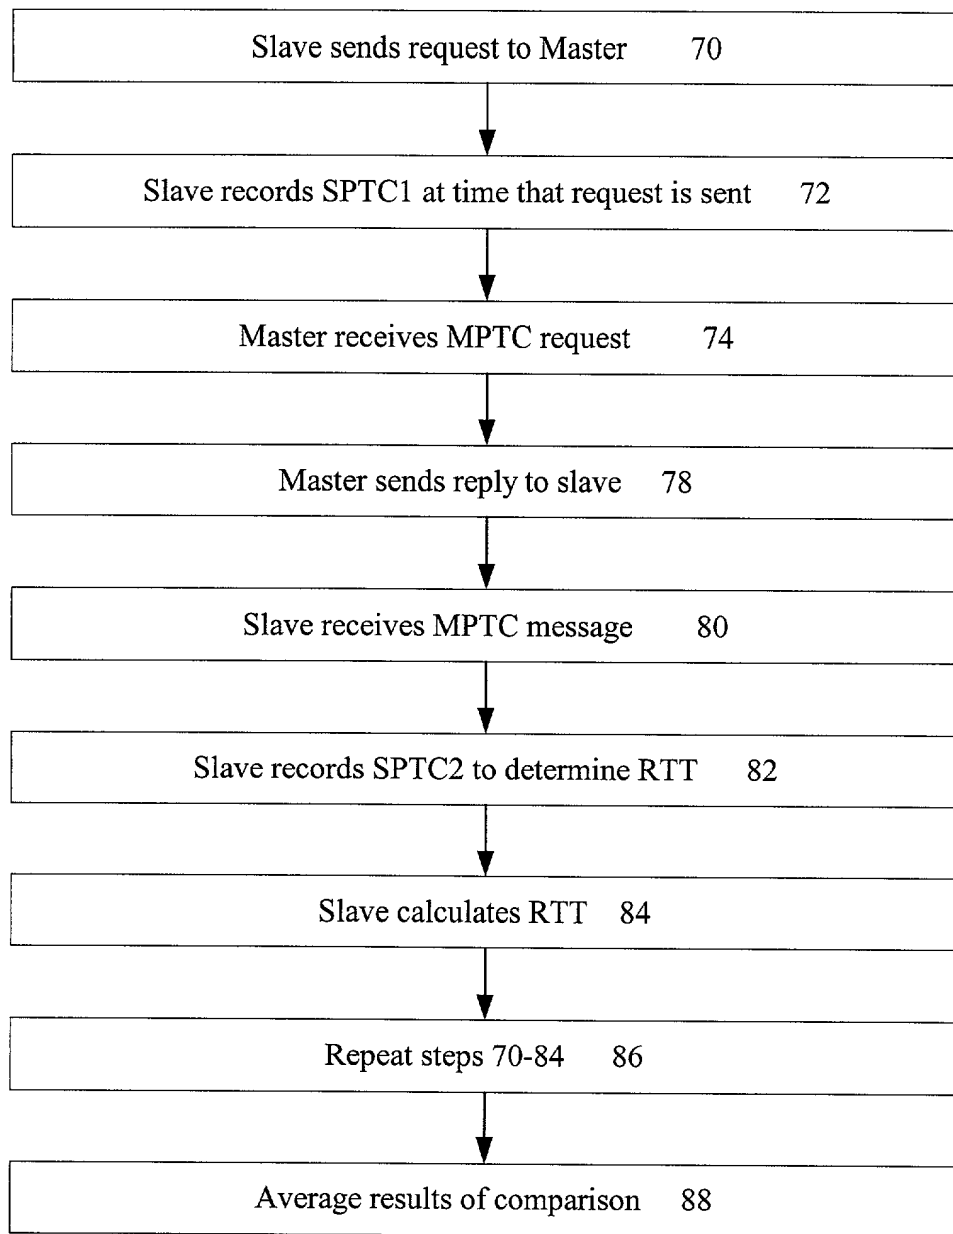 Slave sends request to Master 70
Slave records SPTC1 at time that request is sent 72
Master receives MPTC request 74
Master sends reply to slave 78
Slave receives MPTC message 80
Slave records SPTC2 to determine RTT 82
Slave calculates RTT 84
Repeat steps 70-84 86
Average results of comparison 88